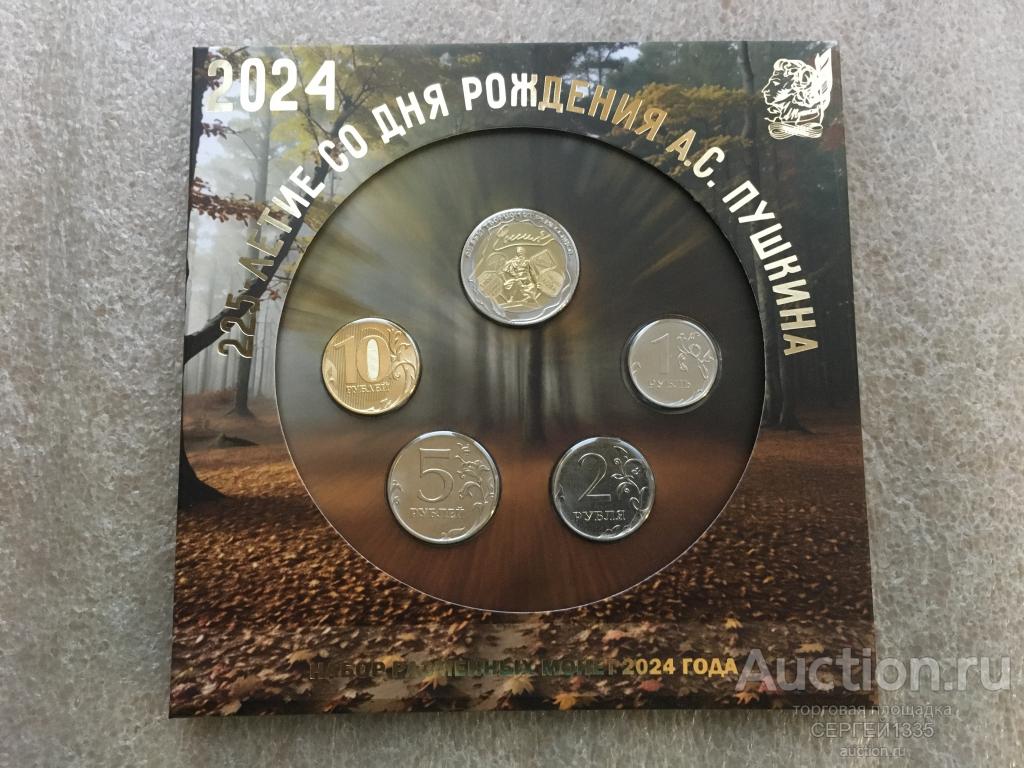 2024
225-ЛЕТИЕ СО ДНЯ РОЖДЕНИЯ А.С. ПУШКИНА
10
РУБЛЕЙ
1
РУБЛЬ
5
РУБЛЕЙ
2
РУБЛЯ
НАБОР РАЗМЕННЫХ МОНЕТ 2024 ГОДА
Auction.ru
торговая площадка
СЕРГЕЙ1335
auction.ru